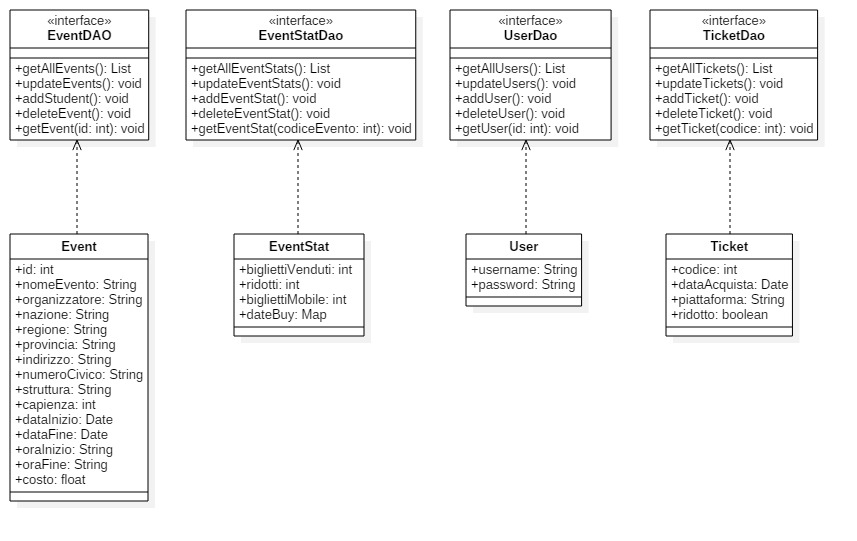 «interface»
EventDAO
+getAllEvents(): List
+updateEvents(): void
+addStudent(): void
+deleteEvent(): void
+getEvent(id: int): void
«interface»
EventStatDao
+getAllEventStats(): List
+updateEventStats(): void
+addEventStat(): void
+deleteEventStat(): void
+getEventStat(codiceEvento: int): void
«interface»
UserDao
+getAllUsers(): List
+updateUsers(): void
+addUser(): void
+deleteUser(): void
+getUser(id: int): void
«interface»
TicketDao
+getAllTickets(): List
+updateTickets(): void
+addTicket(): void
+deleteTicket(): void
+getTicket(codice: int): void
Event
+id: int
+nomeEvento: String
+organizzatore: String
+nazione: String
+regione: String
+provincia: String
+indirizzo: String
+numeroCivico: String
+struttura: String
+capienza: int
+dataInizio: Date
+dataFine: Date
+oraInizio: String
+oraFine: String
+costo: float
EventStat
+bigliettiVenduti: int
+ridotti: int
+bigliettiMobile: int
+dateBuy: Map
User
+username: String
+password: String
Ticket
+codice: int
+dataAcquista: Date
+piattaforma: String
+ridotto: boolean